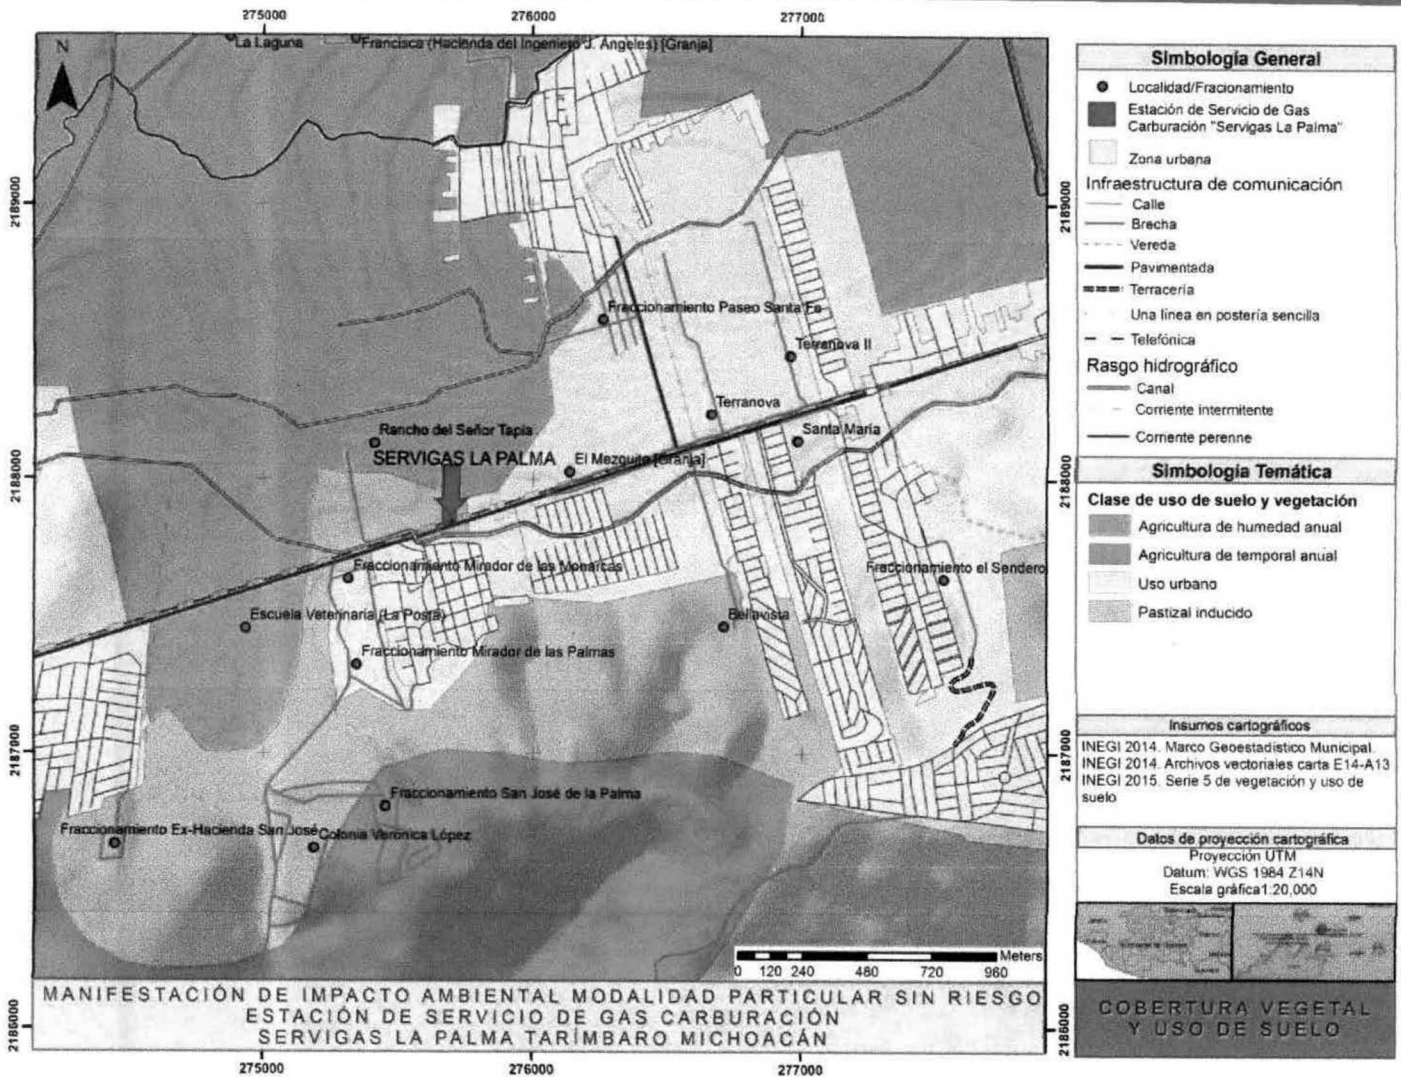 275000
276000
277000
N
La Laguna
Francisca (Hacienda del Ingeniero J. Angeles) [Granja]
2189000
2189000
Fraccionamiento Paseo Santa Fe
Terranova II
Terranova
Rancho del Señor Tapia
Santa María
SERVIGAS LA PALMA
El Mezquite [Granja]
2188000
2188000
Fraccionamiento Mirador de las Monarcas
Fraccionamiento el Sendero
Escuela Veterinaria (La Posta)
Bellavista
Fraccionamiento Mirador de las Palmas
2187000
2187000
Fraccionamiento San José de la Palma
Fraccionamiento Ex-Hacienda San José
Colonia Verónica López
Meters
0 120 240 480 720 960
2186000
2186000
MANIFESTACIÓN DE IMPACTO AMBIENTAL MODALIDAD PARTICULAR SIN RIESGO
ESTACIÓN DE SERVICIO DE GAS CARBURACIÓN
SERVIGAS LA PALMA TARÍMBARO MICHOACÁN
275000
276000
277000
Simbología General
Localidad/Fracionamiento
Estación de Servicio de Gas
Carburación "Servigas La Palma"
Zona urbana
Infraestructura de comunicación
Calle
Brecha
Vereda
Pavimentada
Terracería
Una línea en postería sencilla
Telefónica
Rasgo hidrográfico
Canal
Corriente intermitente
Corriente perenne
Simbología Temática
Clase de uso de suelo y vegetación
Agricultura de humedad anual
Agricultura de temporal anual
Uso urbano
Pastizal inducido
Insumos cartográficos
INEGI 2014. Marco Geoestadístico Municipal.
INEGI 2014. Archivos vectoriales carta E14-A13
INEGI 2015. Serie 5 de vegetación y uso de
suelo
Datos de proyección cartográfica
Proyección UTM
Datum: WGS 1984 Z14N
Escala gráfica1:20,000
COBERTURA VEGETAL
Y USO DE SUELO